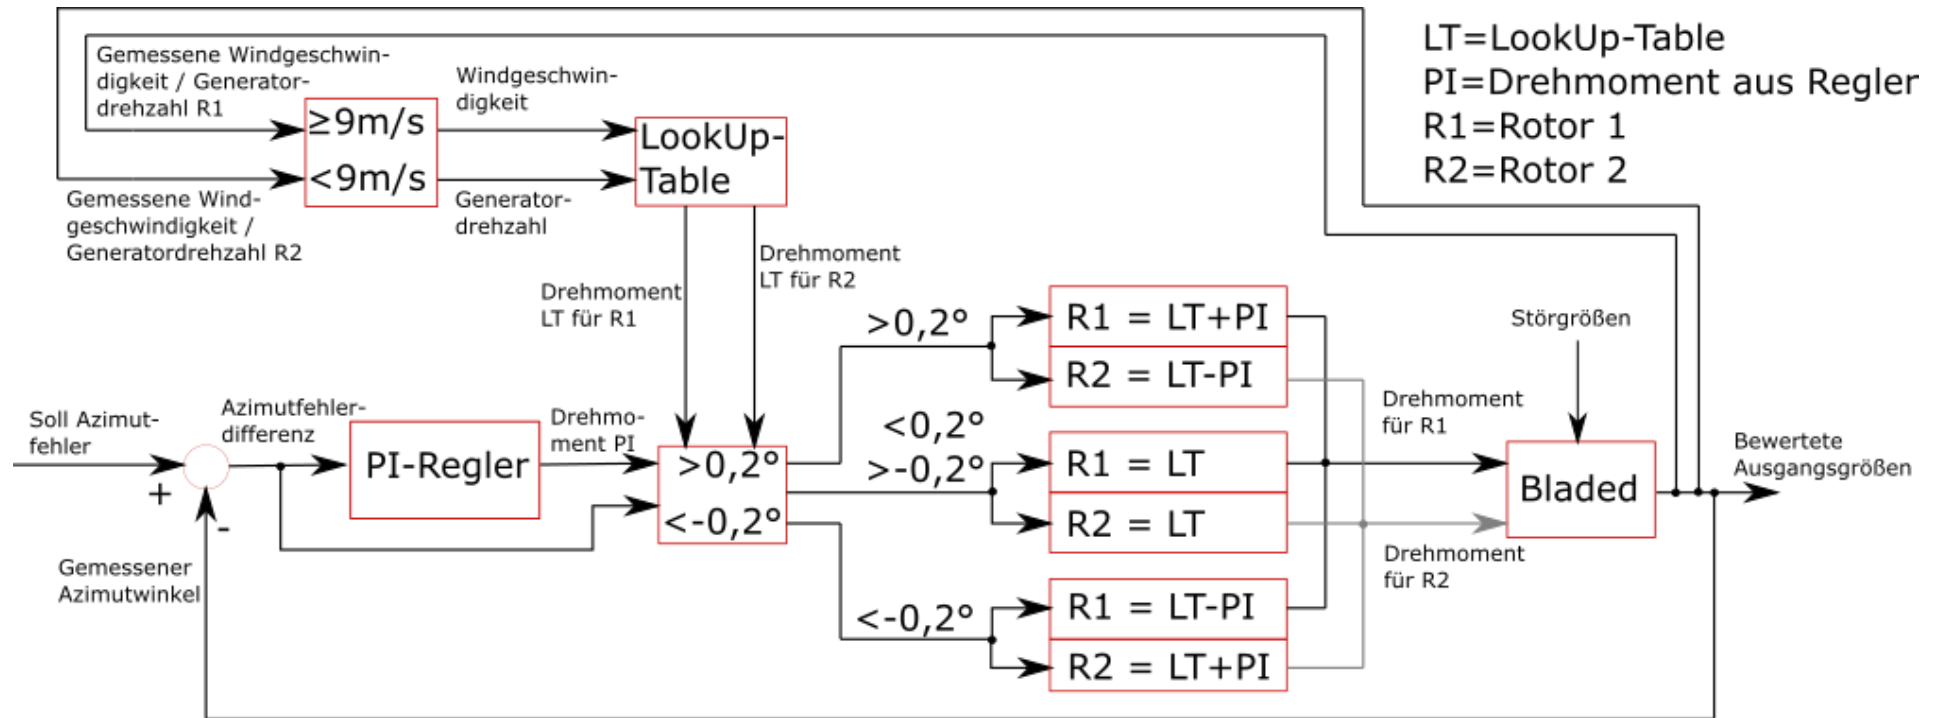 LT=LookUp-Table
PI=Drehmoment aus Regler
R1=Rotor 1
R2=Rotor 2
Gemessene Windgeschwin-
digkeit / Generator-
drehzahl R1
Windgeschwin-
digkeit
≥9m/s
<9m/s
LookUp-
Table
Gemessene Wind-
geschwindigkeit /
Generatordrehzahl R2
Generator-
drehzahl
Drehmoment
LT für R1
Drehmoment
LT für R2
Soll Azimut-
fehler
+
-
Gemessener
Azimutwinkel
Azimutfehler-
differenz
PI-Regler
Drehmo-
ment PI
>0,2°
<-0,2°
>0,2°
<0,2°
>-0,2°
<-0,2°
R1 = LT+PI
R2 = LT-PI
R1 = LT
R2 = LT
R1 = LT-PI
R2 = LT+PI
Störgrößen
Drehmoment
für R1
Bladed
Drehmoment
für R2
Bewertete
Ausgangsgrößen